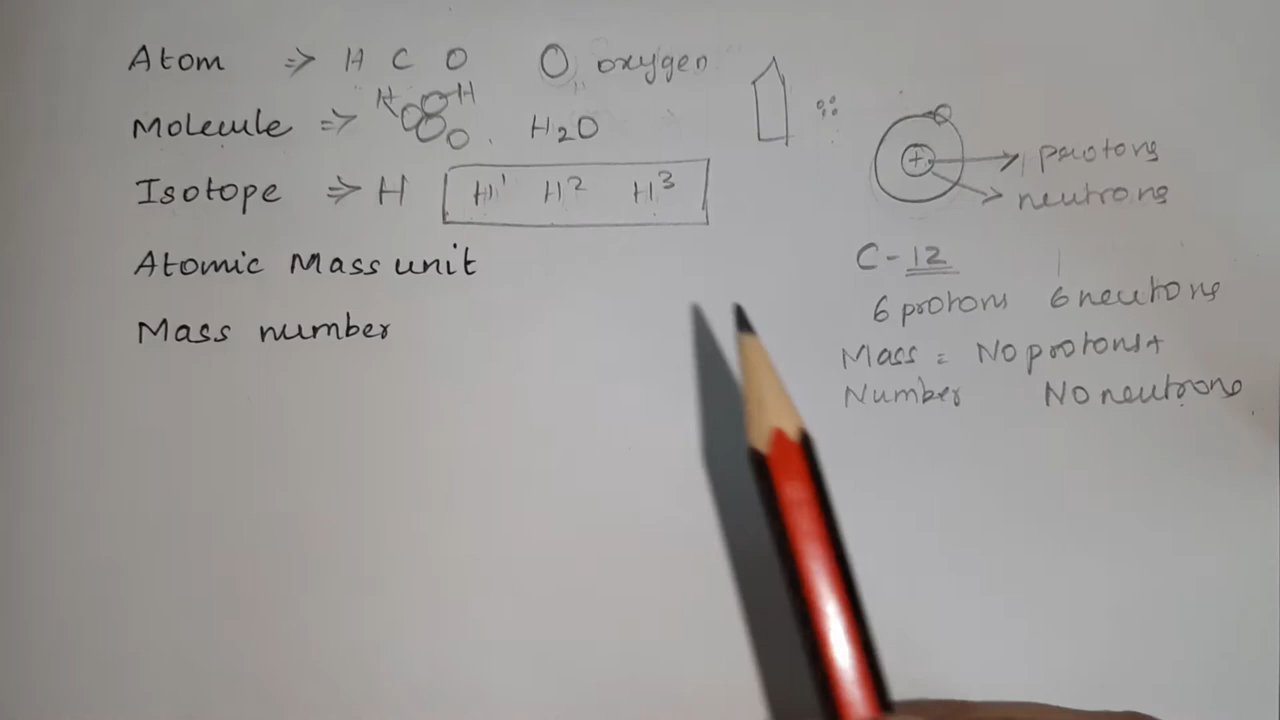 Atom => H C O O oxygen
Molecule => H H O H₂O
Isotope => H H¹ H² H³
Atomic Mass unit
Mass number
+ protons
neutrons
C-12
6 protons 6 neutrons
Mass = No protons +
Number No neutrons